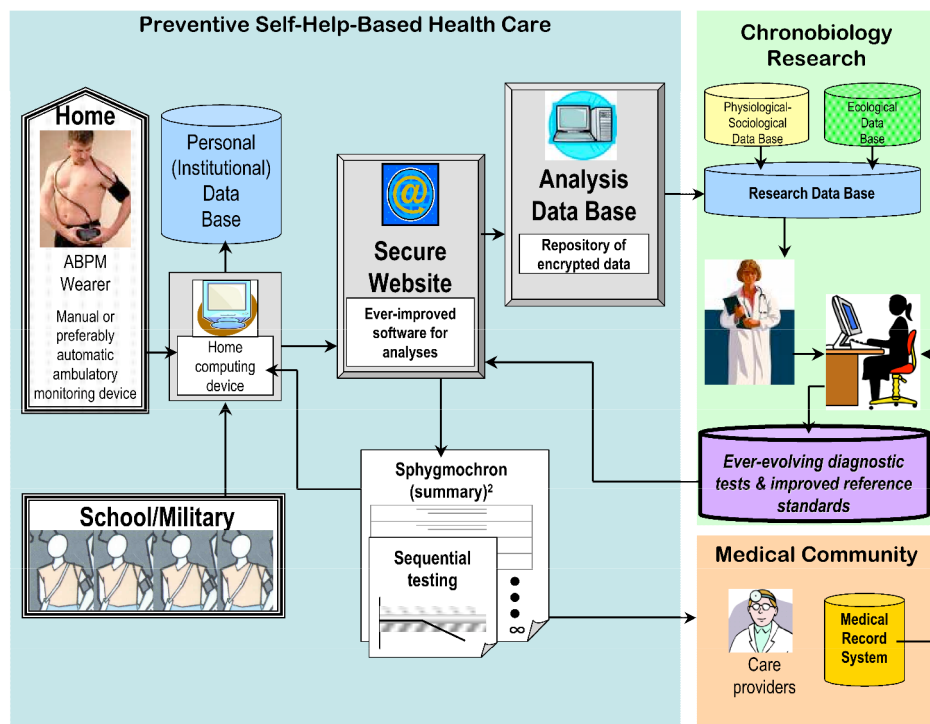 Preventive Self-Help-Based Health Care
Home
ABPM
Wearer
Manual or
preferably
automatic
ambulatory
monitoring device
Personal
(Institutional)
Data
Base
Home
computing
device
School/Military
@
Secure
Website
Ever-improved
software for
analyses
Analysis
Data Base
Repository of
encrypted data
Sphygmochron
(summary)²
Sequential
testing
∞
Chronobiology
Research
Physiological-
Sociological
Data Base
Ecological
Data
Base
Research Data Base
Ever-evolving diagnostic
tests & improved reference
standards
Medical Community
Care
providers
Medical
Record
System